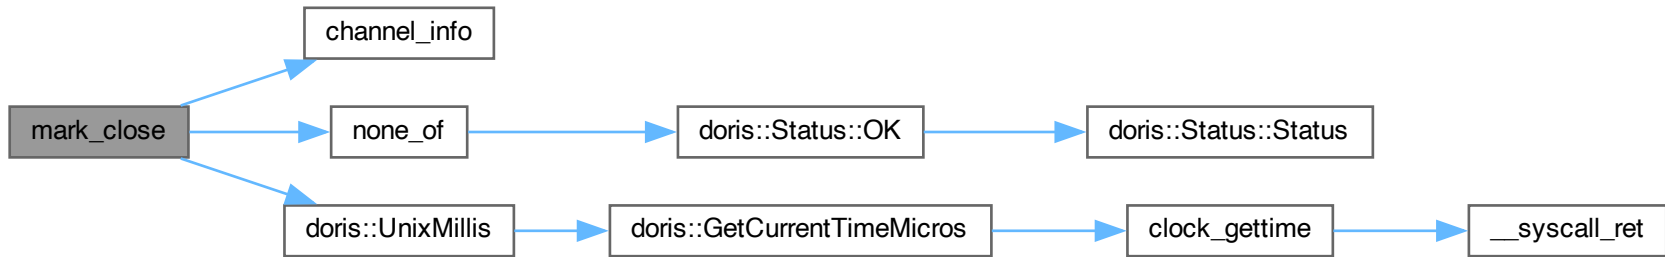 channel_info
mark_close
none_of
doris::Status::OK
doris::Status::Status
doris::UnixMillis
doris::GetCurrentTimeMicros
clock_gettime
__syscall_ret